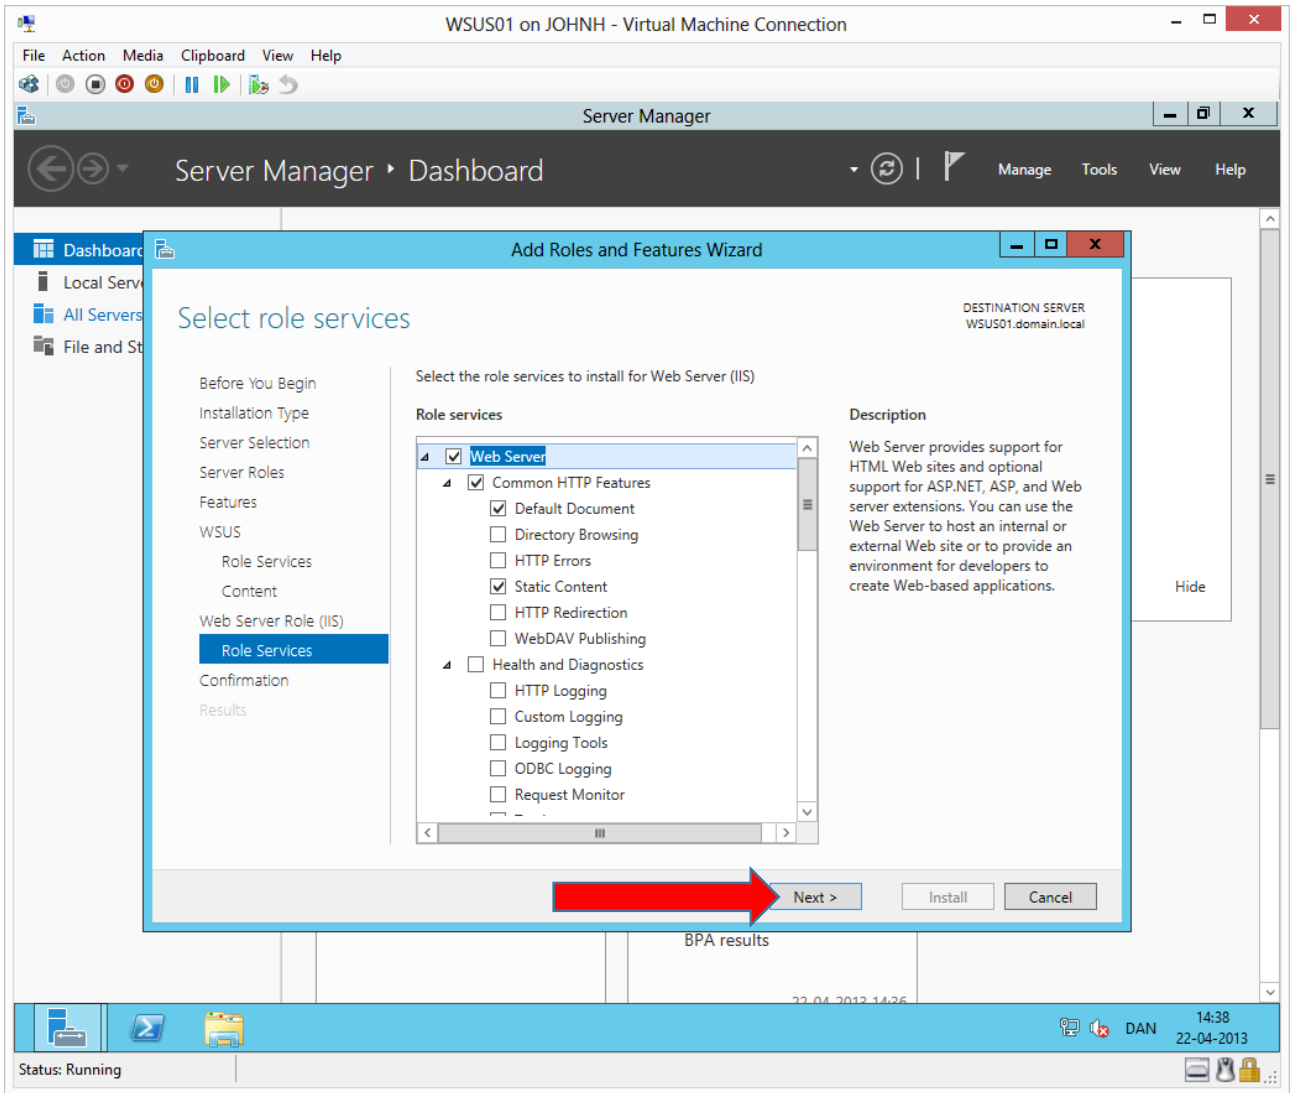 WSUS01 on JOHNH - Virtual Machine Connection
File Action Media Clipboard View Help
Server Manager
Server Manager Dashboard
Manage Tools View Help
Dashboard
Local Serv
All Servers
File and St
Add Roles and Features Wizard
Select role services
DESTINATION SERVER
WSUS01.domain.local
Before You Begin
Installation Type
Server Selection
Server Roles
Features
WSUS
Role Services
Content
Web Server Role (IIS)
Role Services
Confirmation
Results
Select the role services to install for Web Server (IIS)
Role services
Web Server
Common HTTP Features
Default Document
Directory Browsing
HTTP Errors
Static Content
HTTP Redirection
WebDAV Publishing
Health and Diagnostics
HTTP Logging
Custom Logging
Logging Tools
ODBC Logging
Request Monitor
Description
Web Server provides support for
HTML Web sites and optional
support for ASP.NET, ASP, and Web
server extensions. You can use the
Web Server to host an internal or
external Web site or to provide an
environment for developers to
create Web-based applications.
Hide
Next >
Install
Cancel
BPA results
22-04-2013 14:36
DAN
14:38
22-04-2013
Status: Running